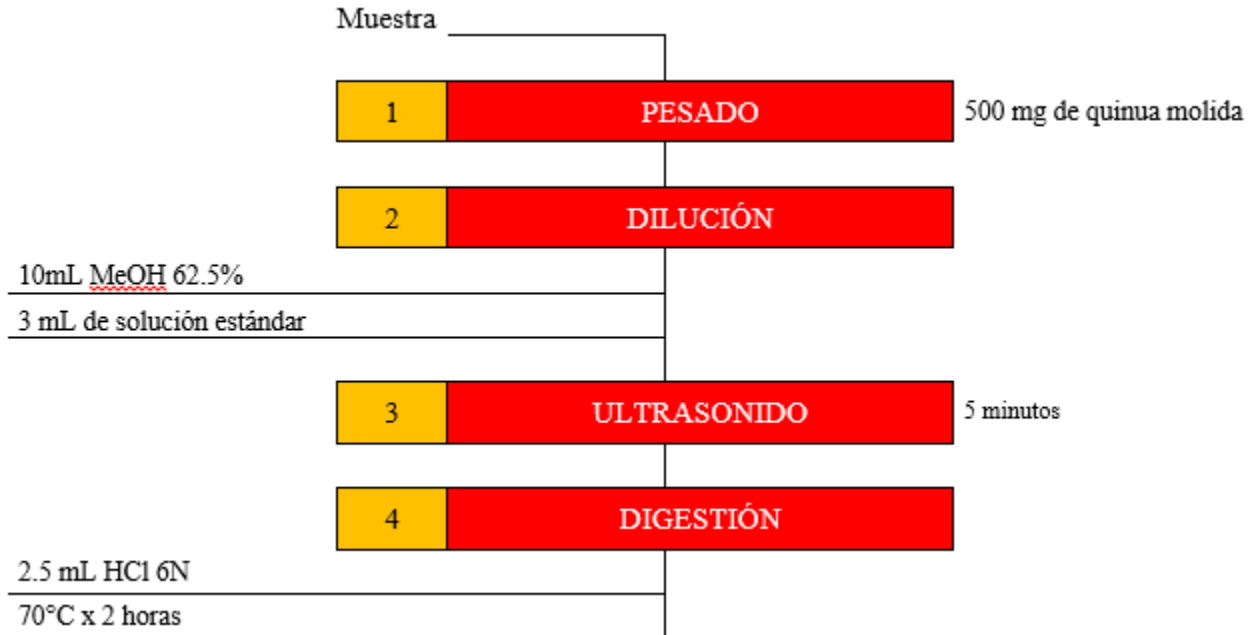 Muestra
1 PESADO 500 mg de quinua molida
2 DILUCIÓN
10mL MeOH 62.5%
3 mL de solución estándar
3 ULTRASONIDO 5 minutos
4 DIGESTIÓN
2.5 mL HCl 6N
70°C x 2 horas